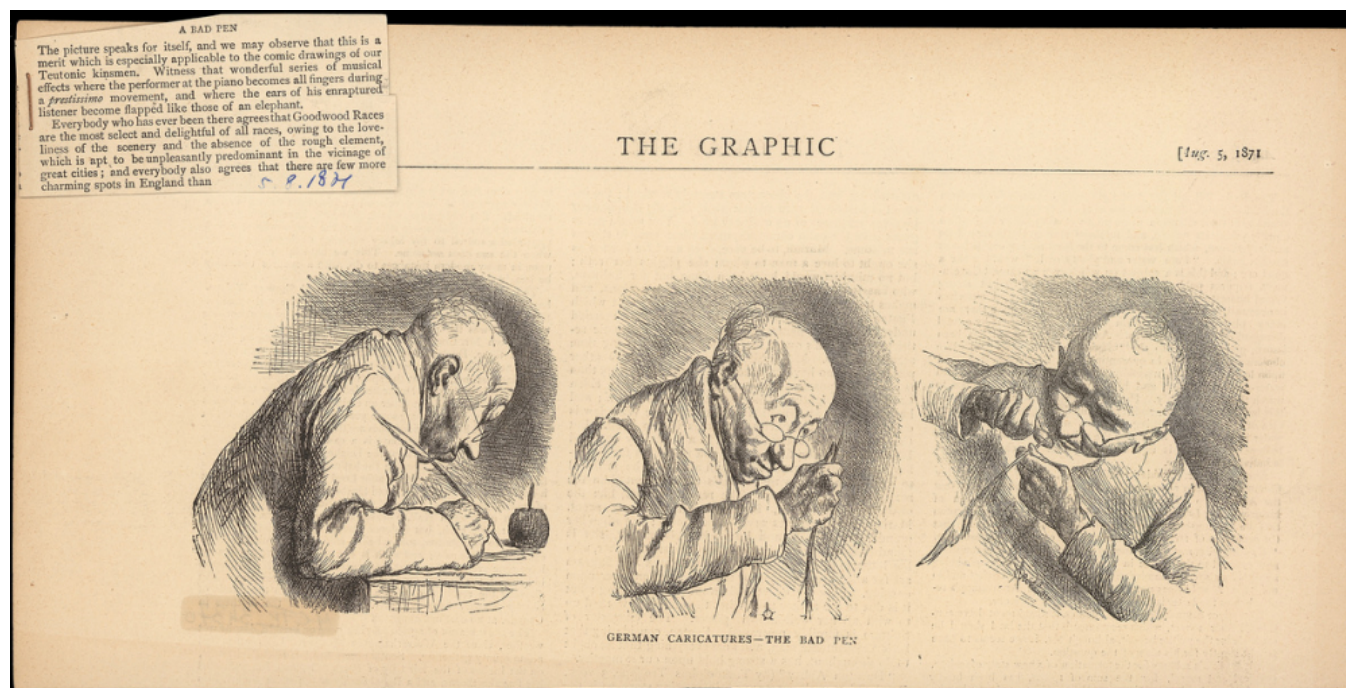 A BAD PEN
The picture speaks for itself, and we may observe that this is a
merit which is especially applicable to the comic drawings of our
Teutonic kinsmen. Witness that wonderful series of musical
effects where the performer at the piano becomes all fingers during
a prestissimo movement, and where the ears of his enraptured
listener become flapped like those of an elephant.
Everybody who has ever been there agrees that Goodwood Races
are the most select and delightful of all races, owing to the love-
liness of the scenery and the absence of the rough element,
which is apt to be unpleasantly predominant in the vicinage of
great cities; and everybody also agrees that there are few more
charming spots in England than
5. 8. 1871
THE GRAPHIC
[Aug. 5, 1871
GERMAN CARICATURES—THE BAD PEN